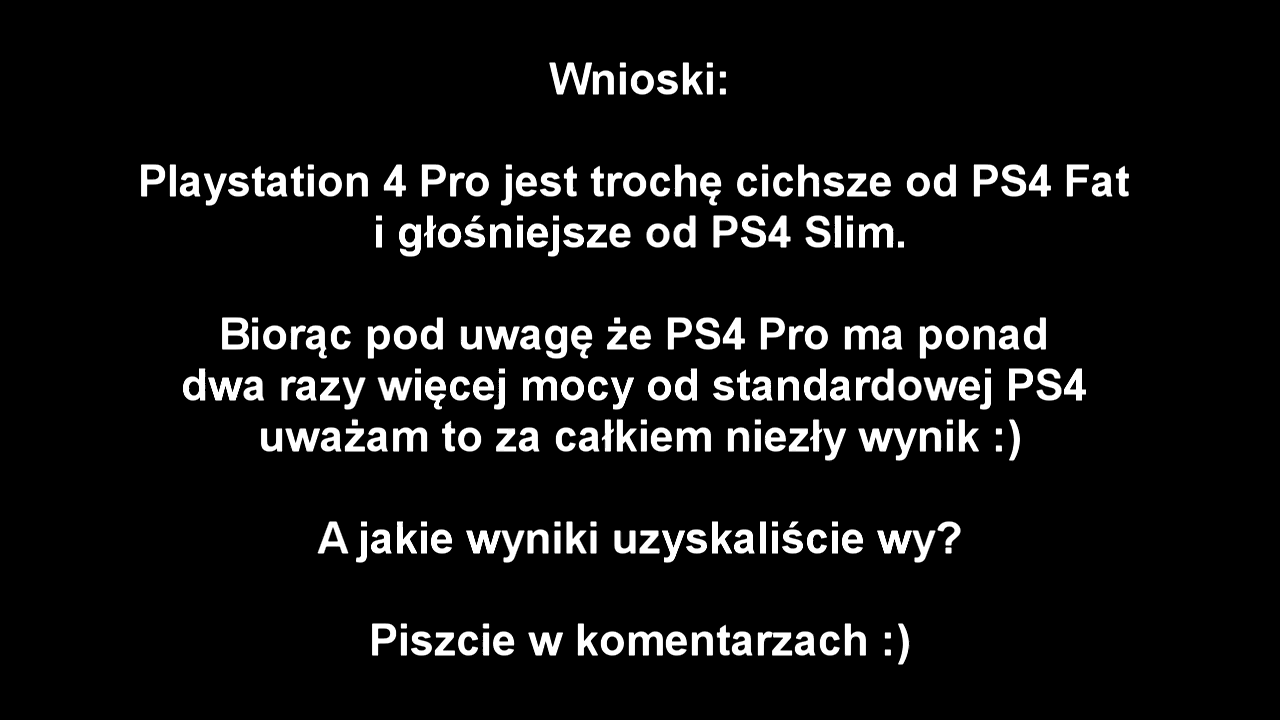 Wnioski:
Playstation 4 Pro jest trochę cichsze od PS4 Fat
i głośniejsze od PS4 Slim.
Biorąc pod uwagę że PS4 Pro ma ponad
dwa razy więcej mocy od standardowej PS4
uważam to za całkiem niezły wynik :)
A jakie wyniki uzyskaliście wy?
Piszcie w komentarzach :)